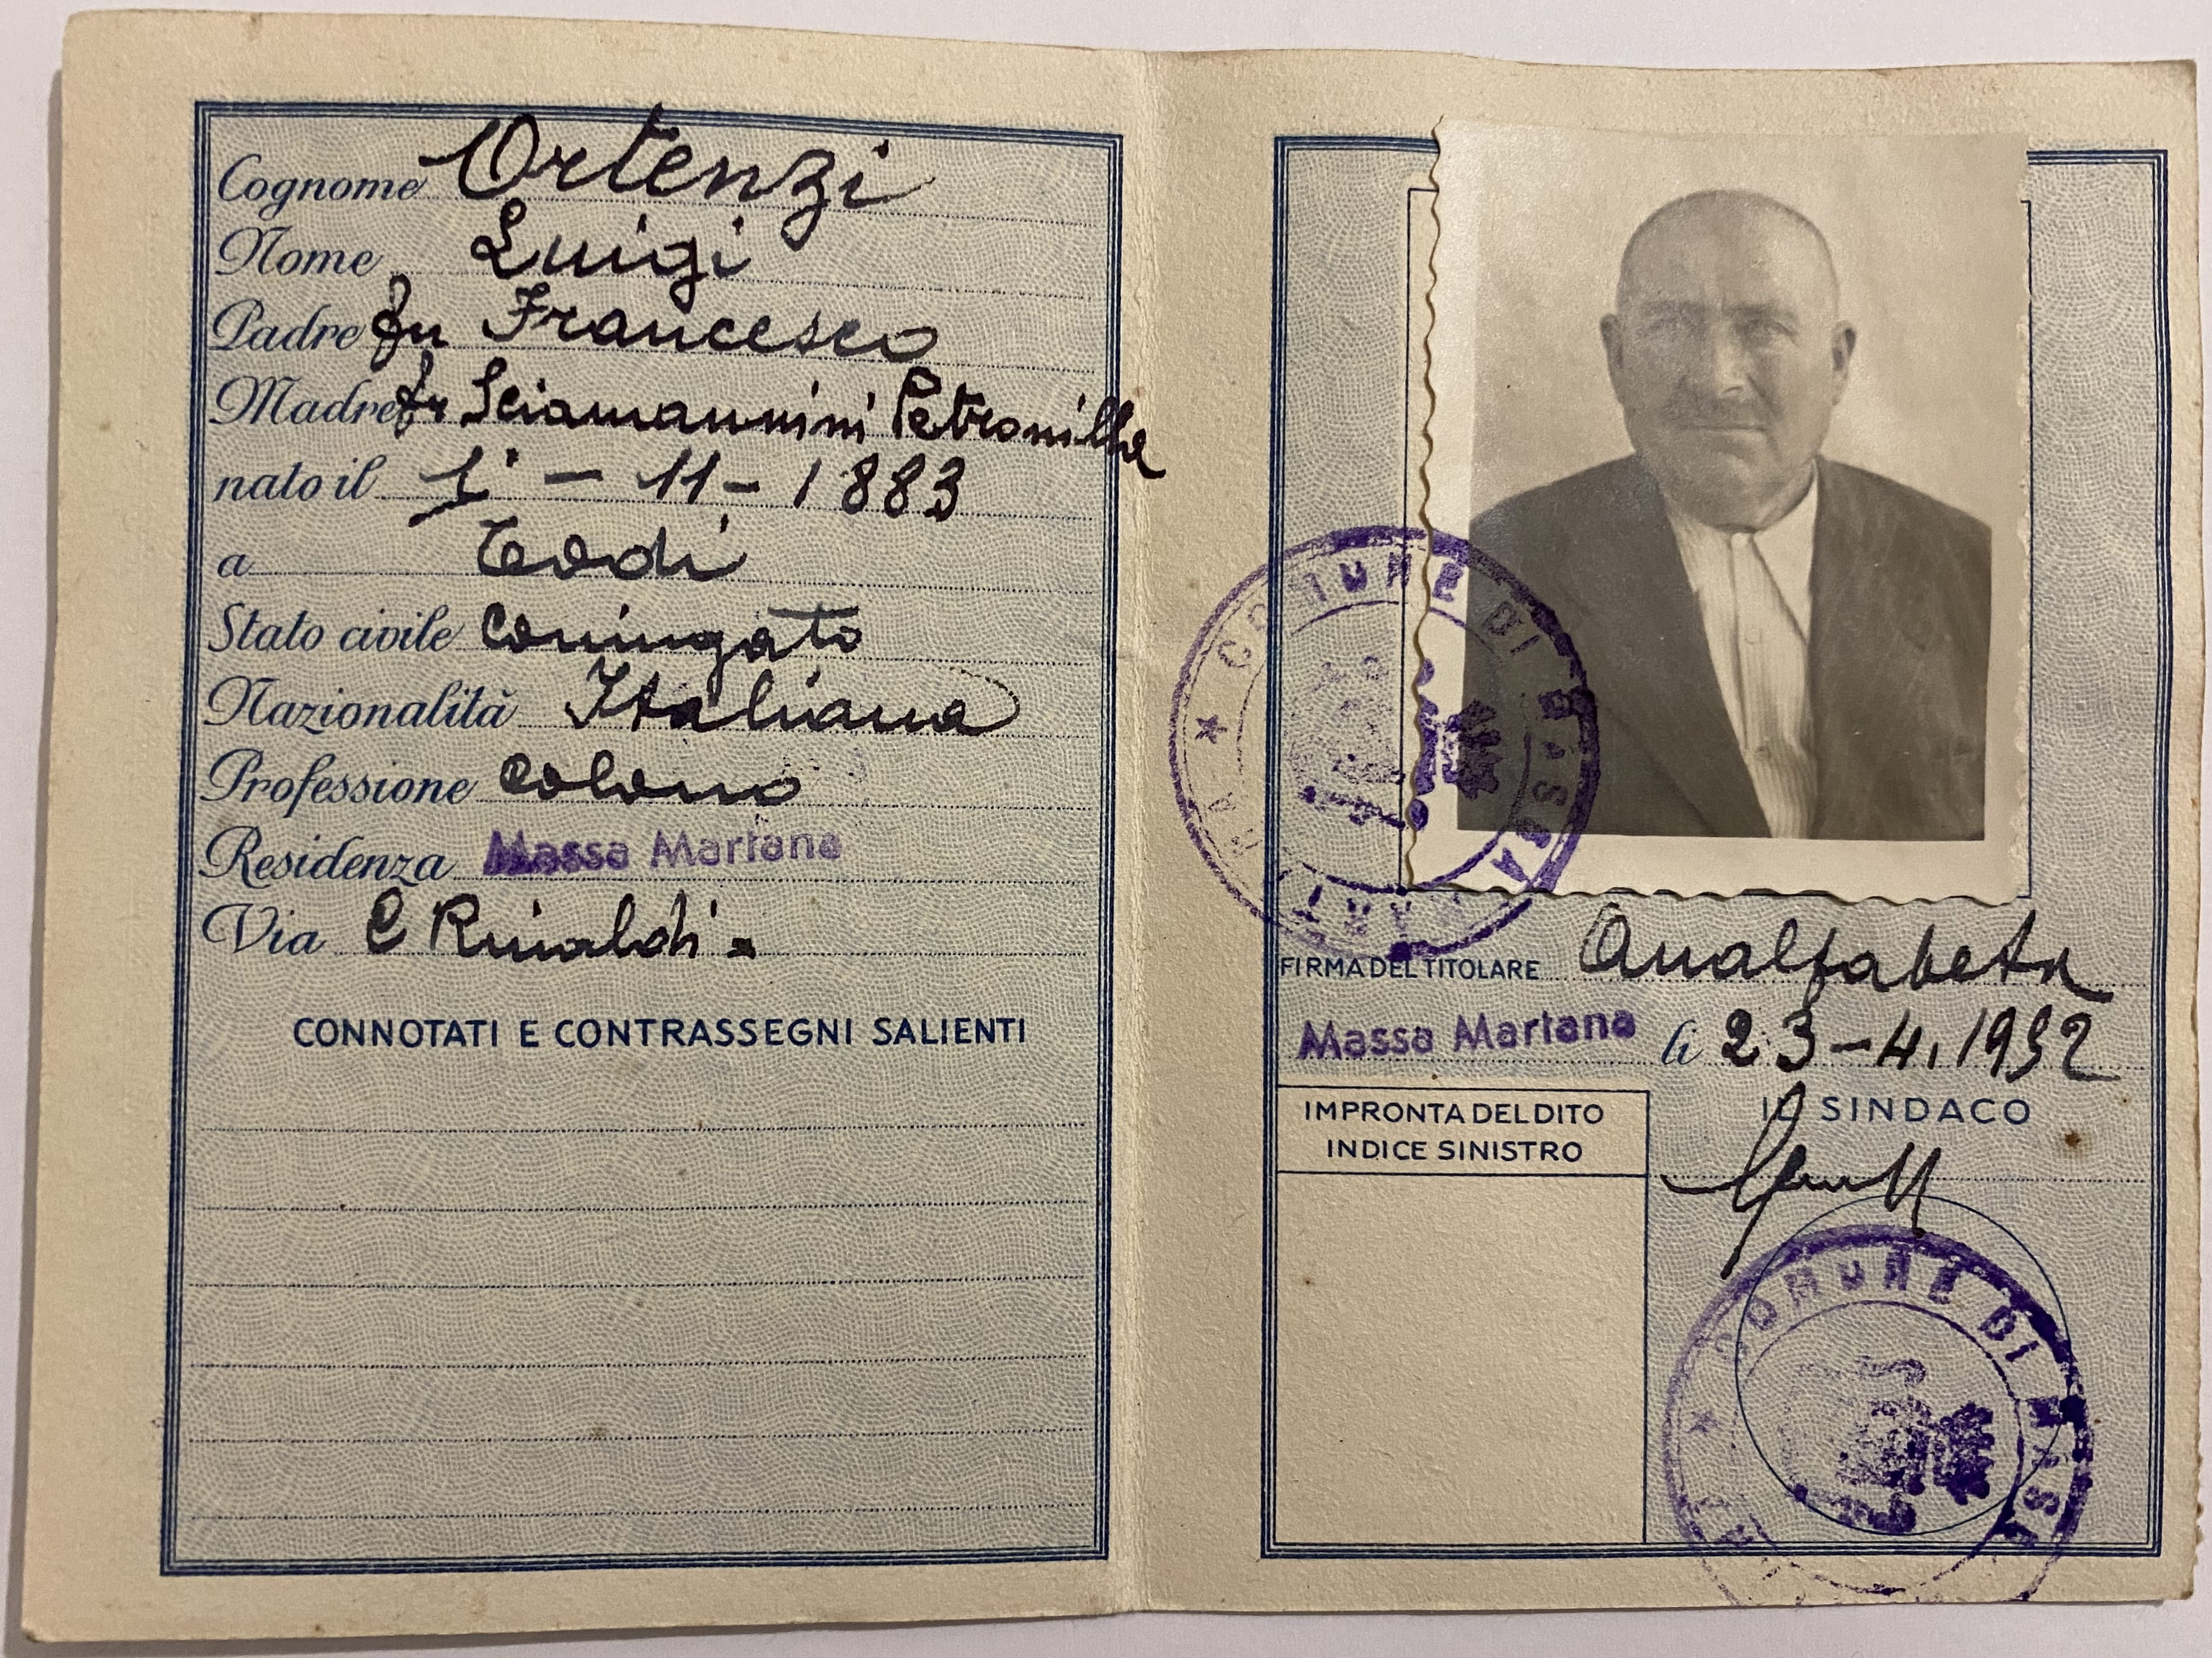 Cognome Ortenzi
Nome Luigi
Padre fu Francesco
Madre fu Sciamannini Petronilla
nato il 1° - 11 - 1883
a Todi
Stato civile Coniugato
Nazionalità Italiana
Professione colono
Residenza Massa Martana
Via C Rinaldi =
CONNOTATI E CONTRASSEGNI SALIENTI
COMUNE DI MASSA MARTANA
FIRMA DEL TITOLARE Analfabeta
Massa Martana li 23-4.1952
IMPRONTA DEL DITO
INDICE SINISTRO
IL SINDACO
COMUNE DI MASSA